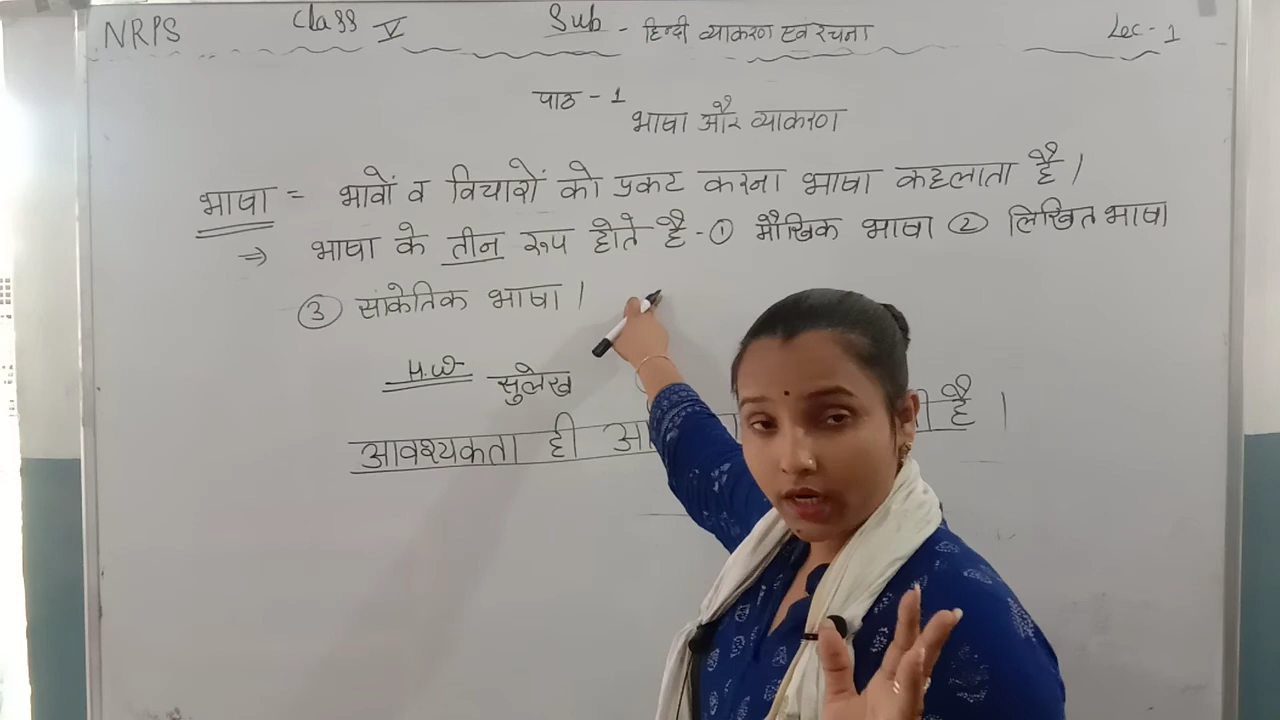 NRPS Class V Sub - हिन्दी व्याकरण एवं रचना Lec - 1
पाठ - 1
भाषा और व्याकरण
भाषा = भावों व विचारों को प्रकट करना भाषा कहलाता है।
⇒ भाषा के तीन रूप होते है - ① मौखिक भाषा ② लिखित भाषा
③ सांकेतिक भाषा।
H.W सुलेख
आवश्यकता ही है।